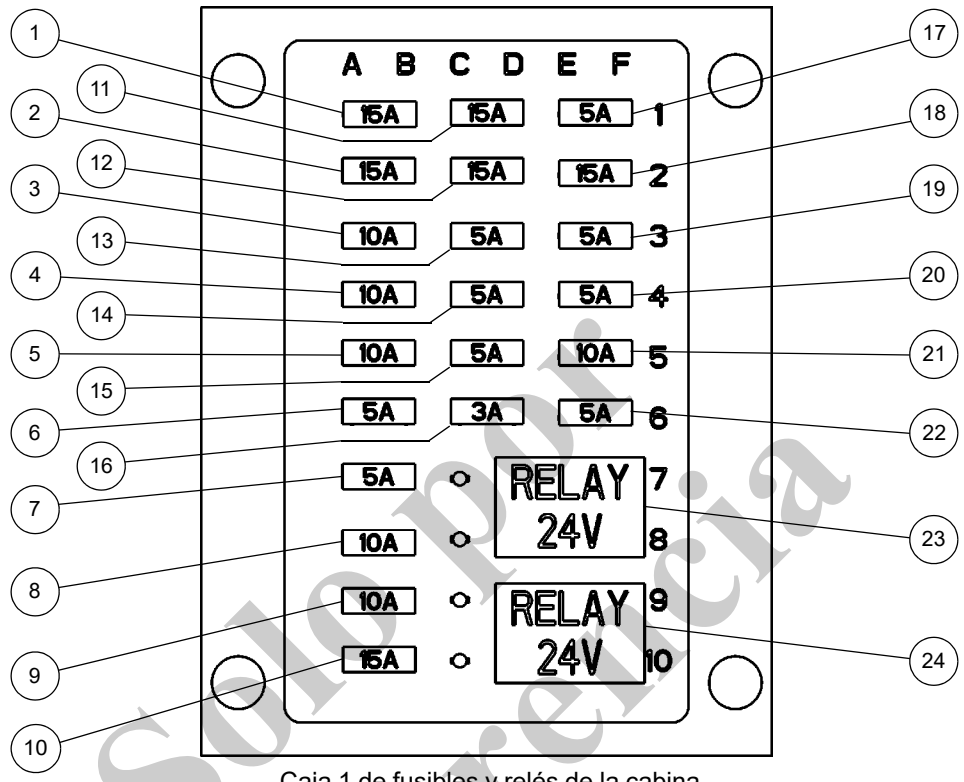 1
17
A B C D E F
11
15A 15A 5A 1
2
18
12
15A 15A 15A 2
3
19
13
10A 5A 5A 3
4
20
14
10A 5A 5A 4
5
21
15
10A 5A 10A 5
6
22
16
5A 3A 5A 6
7
5A RELAY 7
24V
23
8
10A 8
9
10A RELAY 9
24V
24
10
15A 10
Solo por
Caja 1 de fusibles y relés de la cabina